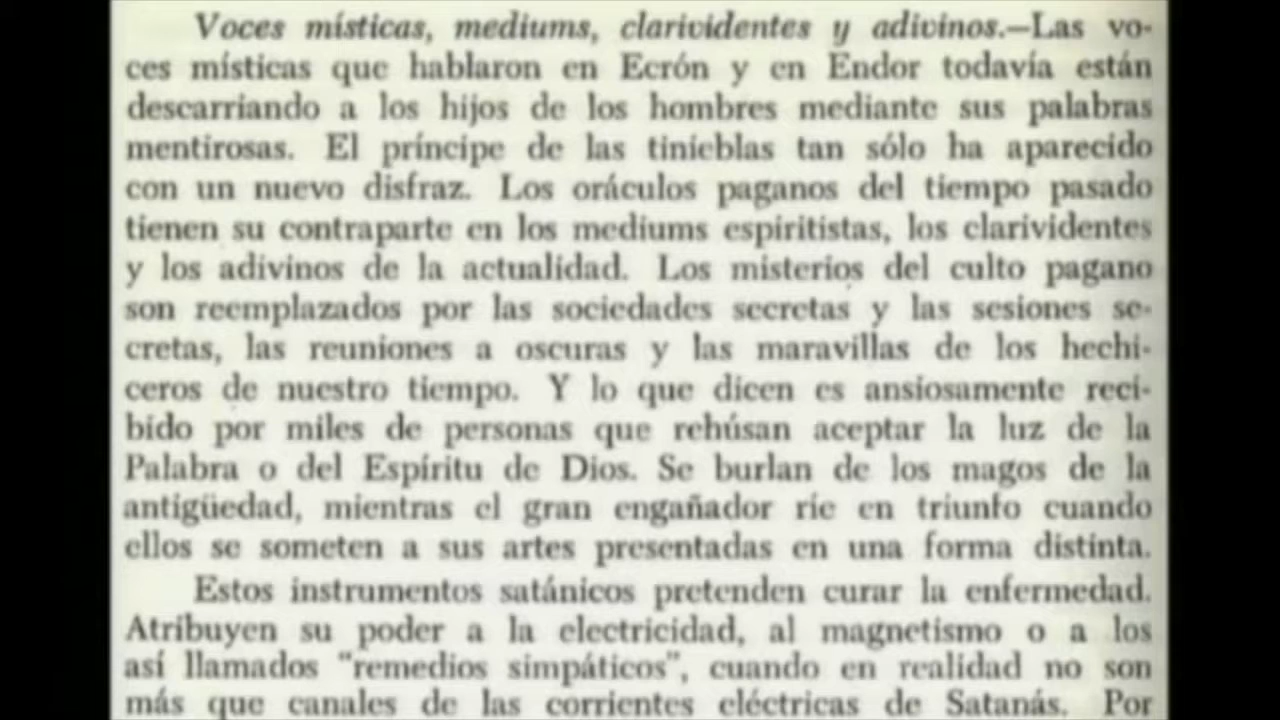 Voces místicas, mediums, clarividentes y adivinos.—Las vo-
ces místicas que hablaron en Ecrón y en Endor todavía están
descarriando a los hijos de los hombres mediante sus palabras
mentirosas. El príncipe de las tinieblas tan sólo ha aparecido
con un nuevo disfraz. Los oráculos paganos del tiempo pasado
tienen su contraparte en los mediums espiritistas, los clarividentes
y los adivinos de la actualidad. Los misterios del culto pagano
son reemplazados por las sociedades secretas y las sesiones se-
cretas, las reuniones a oscuras y las maravillas de los hechi-
ceros de nuestro tiempo. Y lo que dicen es ansiosamente reci-
bido por miles de personas que rehúsan aceptar la luz de la
Palabra o del Espíritu de Dios. Se burlan de los magos de la
antigüedad, mientras el gran engañador ríe en triunfo cuando
ellos se someten a sus artes presentadas en una forma distinta.
Estos instrumentos satánicos pretenden curar la enfermedad.
Atribuyen su poder a la electricidad, al magnetismo o a los
así llamados "remedios simpáticos", cuando en realidad no son
más que canales de las corrientes eléctricas de Satanás. Por